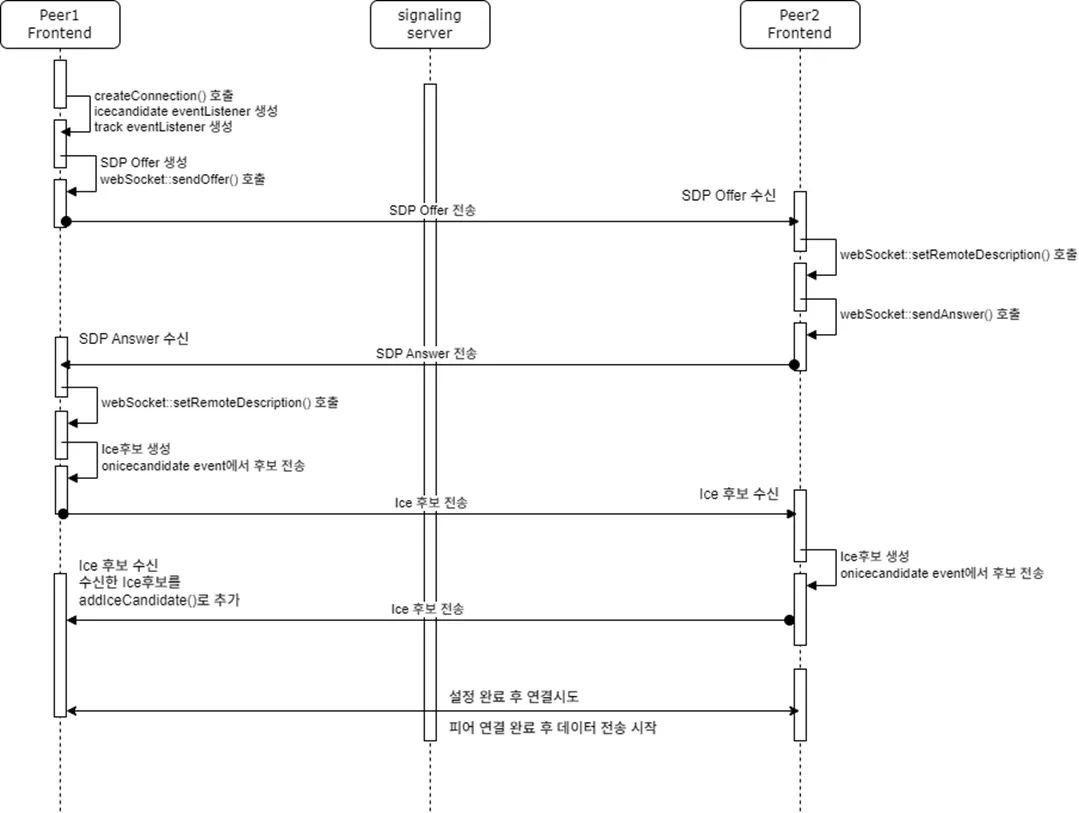 Peer1
Frontend
signaling
server
Peer2
Frontend
createConnection() 호출
icecandidate eventListener 생성
track eventListener 생성
SDP Offer 생성
webSocket::sendOffer() 호출
SDP Offer 수신
SDP Offer 전송
webSocket::setRemoteDescription() 호출
webSocket::sendAnswer() 호출
SDP Answer 수신
SDP Answer 전송
webSocket::setRemoteDescription() 호출
Ice후보 생성
onicecandidate event에서 후보 전송
Ice 후보 수신
Ice 후보 전송
Ice후보 생성
onicecandidate event에서 후보 전송
Ice 후보 수신
수신한 Ice후보를
addIceCandidate()로 추가
Ice 후보 전송
설정 완료 후 연결시도
피어 연결 완료 후 데이터 전송 시작